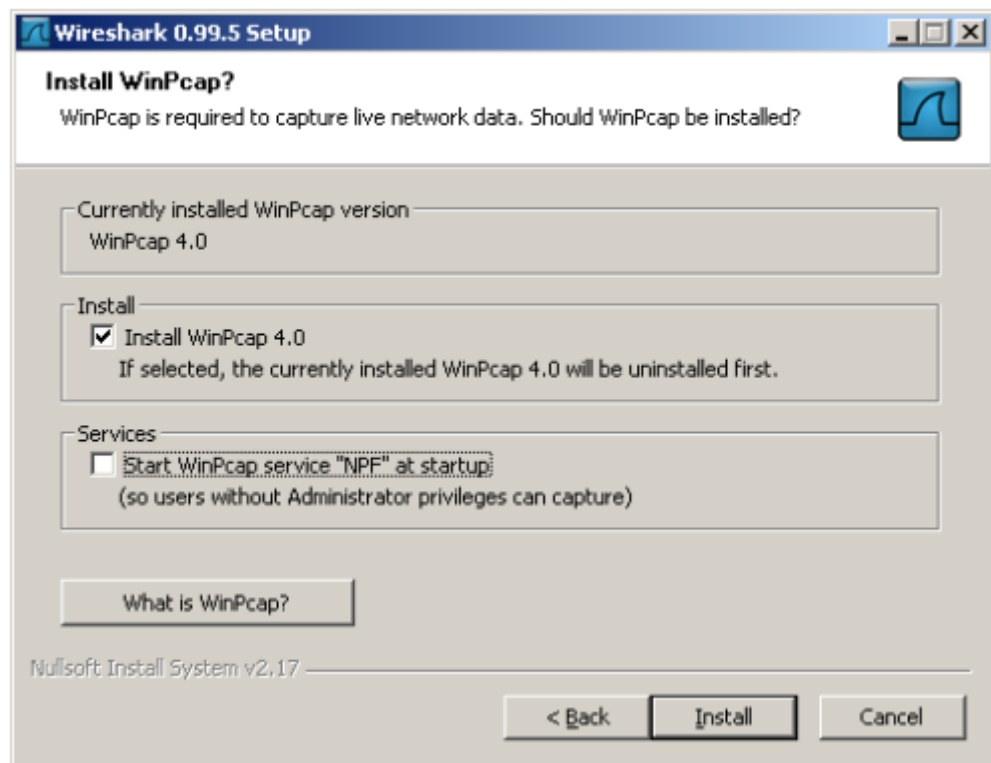 Wireshark 0.99.5 Setup
Install WinPcap?
WinPcap is required to capture live network data. Should WinPcap be installed?
Currently installed WinPcap version
WinPcap 4.0
Install
Install WinPcap 4.0
If selected, the currently installed WinPcap 4.0 will be uninstalled first.
Services
Start WinPcap service "NPF" at startup
(so users without Administrator privileges can capture)
What is WinPcap?
Nullsoft Install System v2.17
< Back Install Cancel